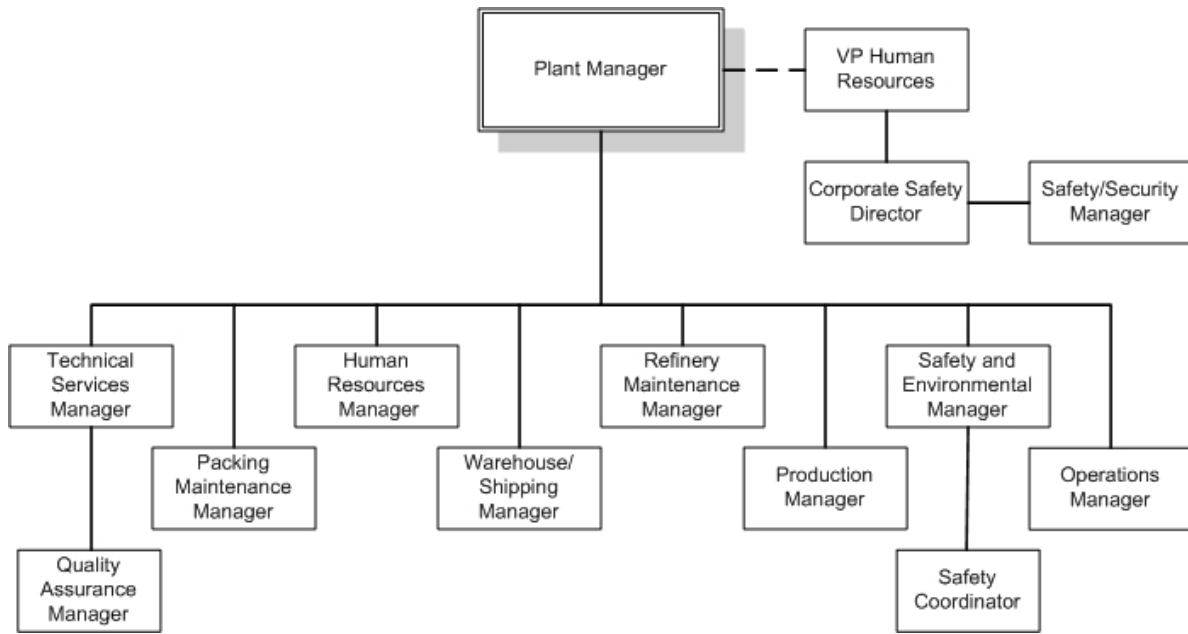 Plant Manager
VP Human
Resources
Corporate Safety
Director
Safety/Security
Manager
Technical
Services
Manager
Human
Resources
Manager
Refinery
Maintenance
Manager
Safety and
Environmental
Manager
Packing
Maintenance
Manager
Warehouse/
Shipping
Manager
Production
Manager
Operations
Manager
Quality
Assurance
Manager
Safety
Coordinator